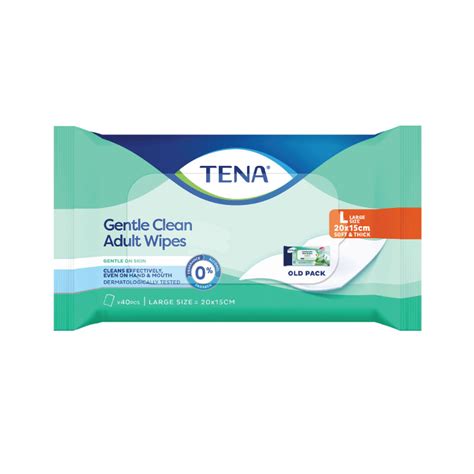 TENA
Gentle Clean
Adult Wipes
GENTLE ON SKIN
CLEANS EFFECTIVELY,
EVEN ON HAND & MOUTH
DERMATOLOGICALLY TESTED
0%
L LARGE SIZE
20x15cm
SOFT & THICK
OLD PACK
x40pcs | LARGE SIZE = 20x15CM